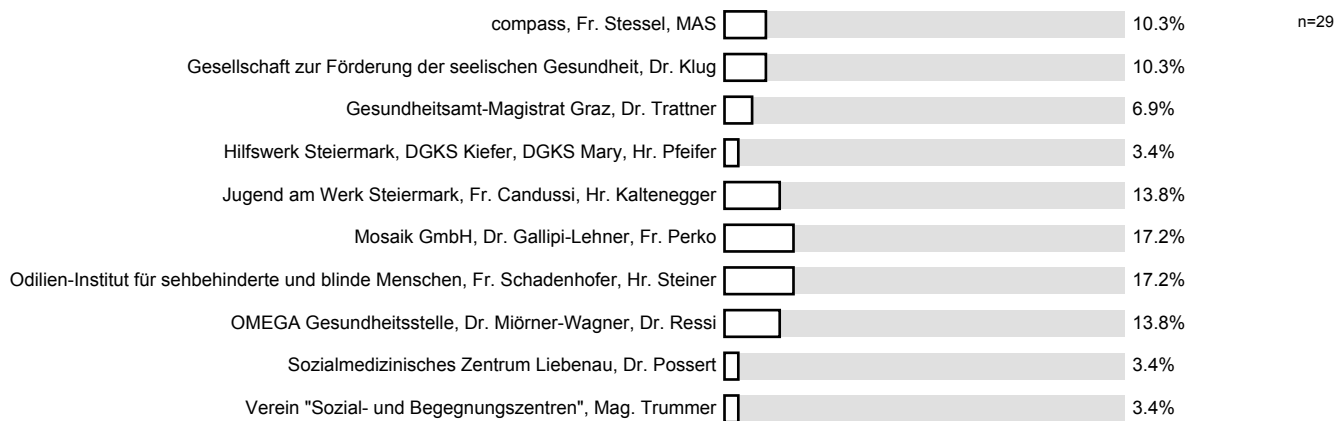 compass, Fr. Stessel, MAS 10.3% n=29
Gesellschaft zur Förderung der seelischen Gesundheit, Dr. Klug 10.3%
Gesundheitsamt-Magistrat Graz, Dr. Trattner 6.9%
Hilfswerk Steiermark, DGKS Kiefer, DGKS Mary, Hr. Pfeifer 3.4%
Jugend am Werk Steiermark, Fr. Candussi, Hr. Kaltenegger 13.8%
Mosaik GmbH, Dr. Gallipi-Lehner, Fr. Perko 17.2%
Odilien-Institut für sehbehinderte und blinde Menschen, Fr. Schadenhofer, Hr. Steiner 17.2%
OMEGA Gesundheitsstelle, Dr. Miörner-Wagner, Dr. Ressi 13.8%
Sozialmedizinisches Zentrum Liebenau, Dr. Possert 3.4%
Verein "Sozial- und Begegnungszentren", Mag. Trummer 3.4%